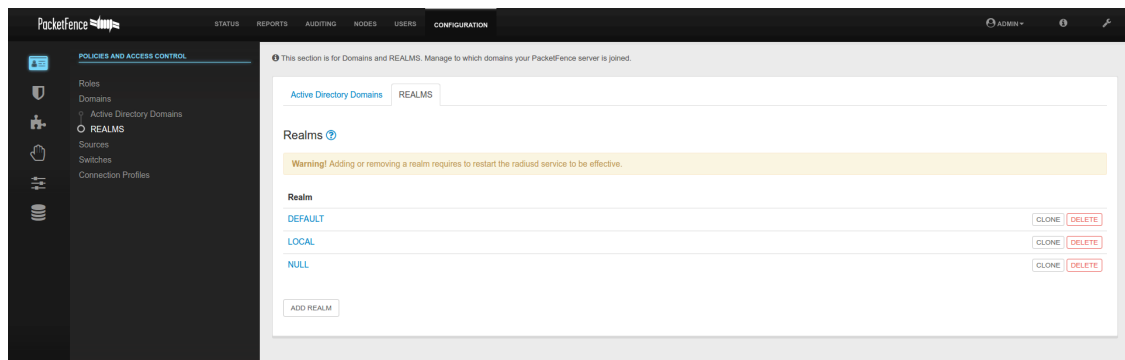 PacketFence
STATUS REPORTS AUDITING NODES USERS CONFIGURATION
ADMIN
POLICIES AND ACCESS CONTROL
Roles
Domains
Active Directory Domains
REALMS
Sources
Switches
Connection Profiles
This section is for Domains and REALMS. Manage to which domains your PacketFence server is joined.
Active Directory Domains REALMS
Realms
Warning! Adding or removing a realm requires to restart the radiusd service to be effective.
Realm
DEFAULT CLONE DELETE
LOCAL CLONE DELETE
NULL CLONE DELETE
ADD REALM